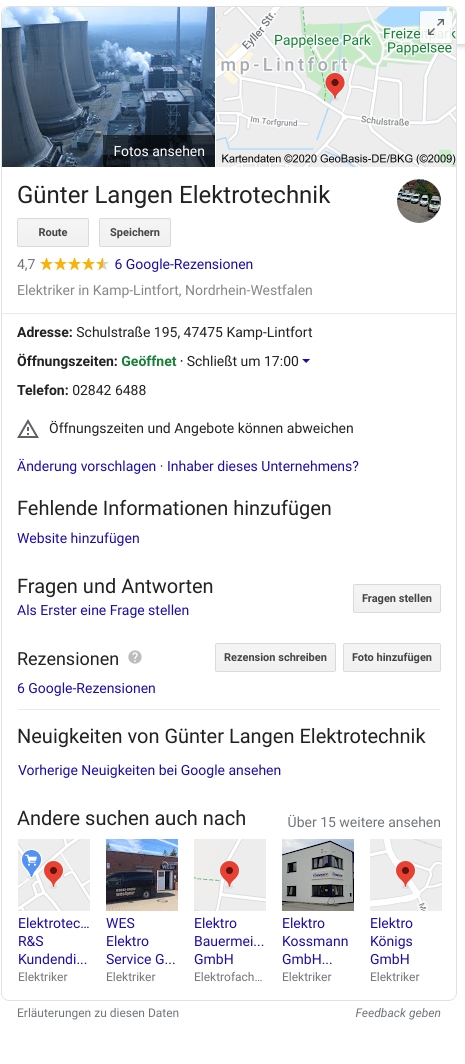 Eyller Str.
Pappelsee Park
Freizeitpark
Pappelsee
mp-Lintfort
Im Torfgrund
Schulstraße
Fotos ansehen
Kartendaten ©2020 GeoBasis-DE/BKG (©2009)
Günter Langen Elektrotechnik
Route
Speichern
4,7 6 Google-Rezensionen
Elektriker in Kamp-Lintfort, Nordrhein-Westfalen
Adresse: Schulstraße 195, 47475 Kamp-Lintfort
Öffnungszeiten: Geöffnet · Schließt um 17:00
Telefon: 02842 6488
Öffnungszeiten und Angebote können abweichen
Änderung vorschlagen · Inhaber dieses Unternehmens?
Fehlende Informationen hinzufügen
Website hinzufügen
Fragen und Antworten
Als Erster eine Frage stellen
Fragen stellen
Rezensionen ?
Rezension schreiben
Foto hinzufügen
6 Google-Rezensionen
Neuigkeiten von Günter Langen Elektrotechnik
Vorherige Neuigkeiten bei Google ansehen
Andere suchen auch nach
Über 15 weitere ansehen
Elektrotec...
R&S
Kundendi...
Elektriker
WES
Elektro
Service G...
Elektriker
Elektro
Bauermei...
GmbH
Elektrofach...
Elektro
Kossmann
GmbH...
Elektriker
Elektro
Königs
GmbH
Elektriker
Erläuterungen zu diesen Daten
Feedback geben